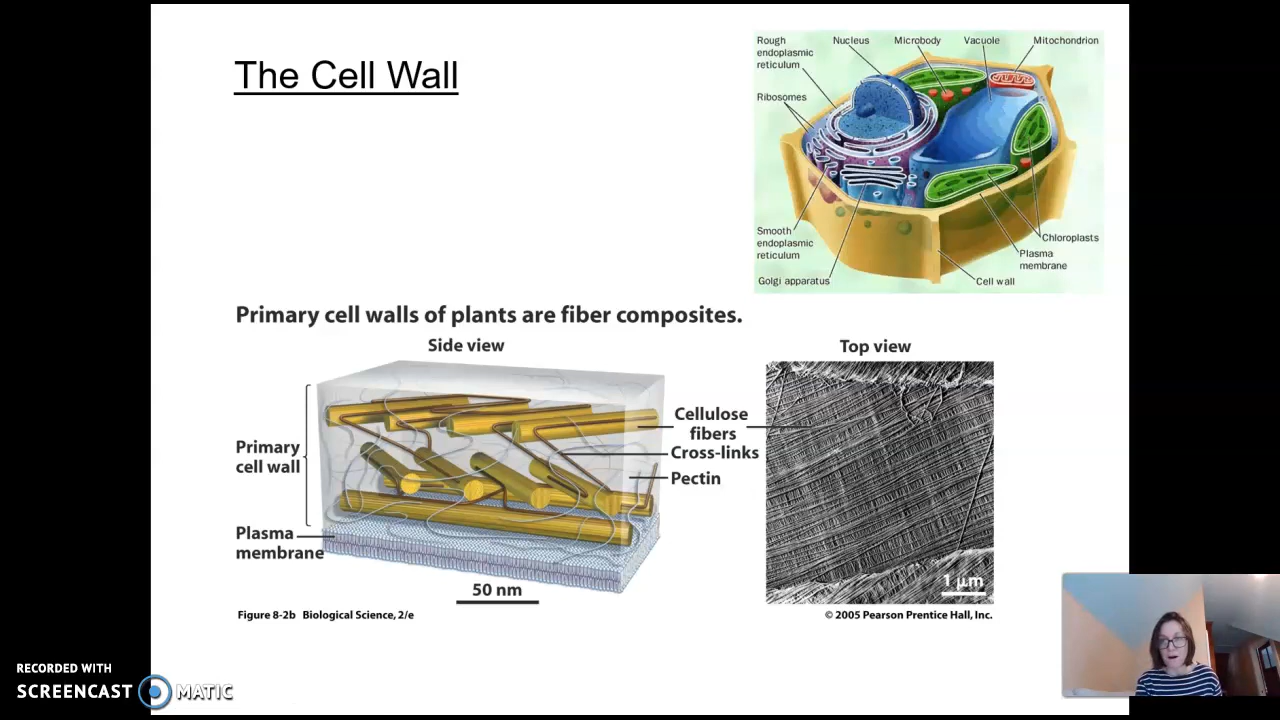 The Cell Wall
Rough
endoplasmic
reticulum
Nucleus
Microbody
Vacuole
Mitochondrion
Ribosomes
Smooth
endoplasmic
reticulum
Golgi apparatus
Chloroplasts
Plasma
membrane
Cell wall
Primary cell walls of plants are fiber composites.
Side view
Top view
Primary
cell wall
Plasma
membrane
Cellulose
fibers
Cross-links
Pectin
50 nm
1 µm
Figure 8-2b Biological Science, 2/e
© 2005 Pearson Prentice Hall, Inc.
RECORDED WITH
SCREENCAST MATIC